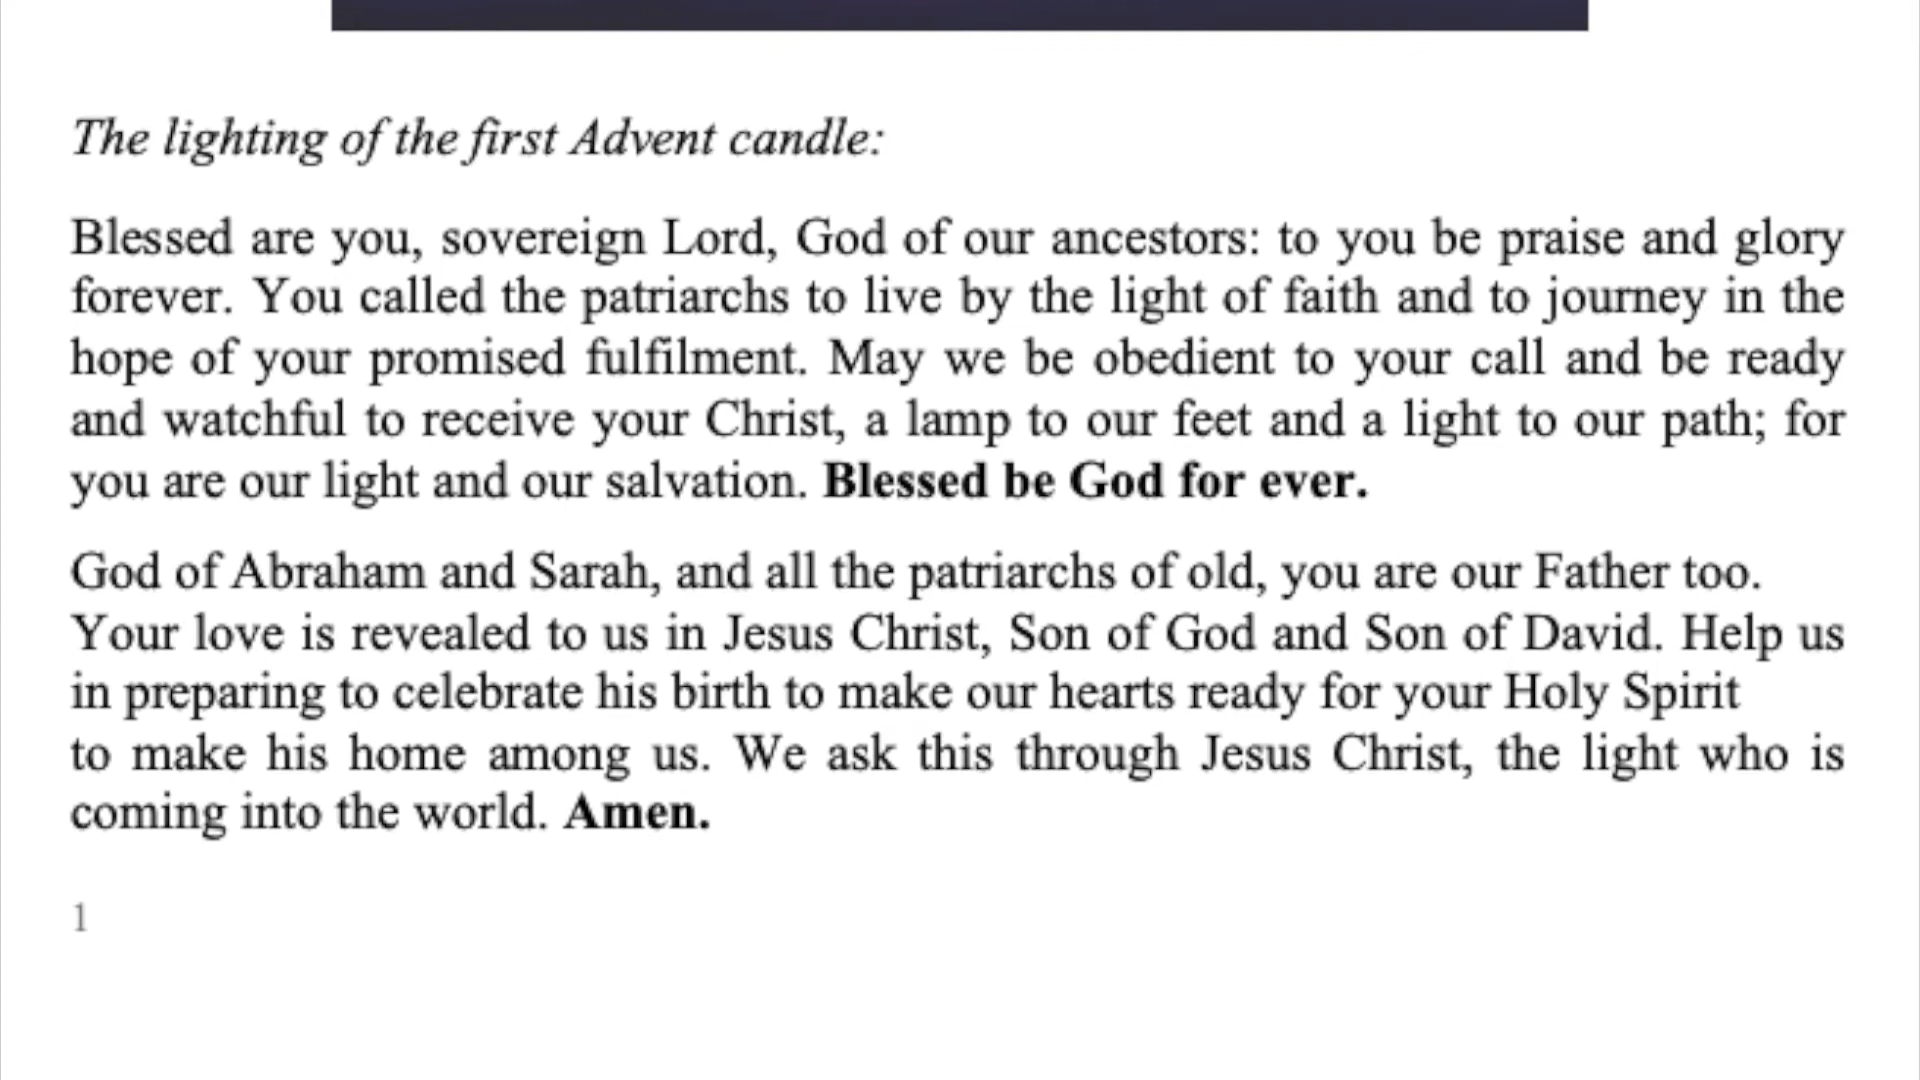 The lighting of the first Advent candle:
Blessed are you, sovereign Lord, God of our ancestors: to you be praise and glory
forever. You called the patriarchs to live by the light of faith and to journey in the
hope of your promised fulfilment. May we be obedient to your call and be ready
and watchful to receive your Christ, a lamp to our feet and a light to our path; for
you are our light and our salvation. Blessed be God for ever.
God of Abraham and Sarah, and all the patriarchs of old, you are our Father too.
Your love is revealed to us in Jesus Christ, Son of God and Son of David. Help us
in preparing to celebrate his birth to make our hearts ready for your Holy Spirit
to make his home among us. We ask this through Jesus Christ, the light who is
coming into the world. Amen.
1